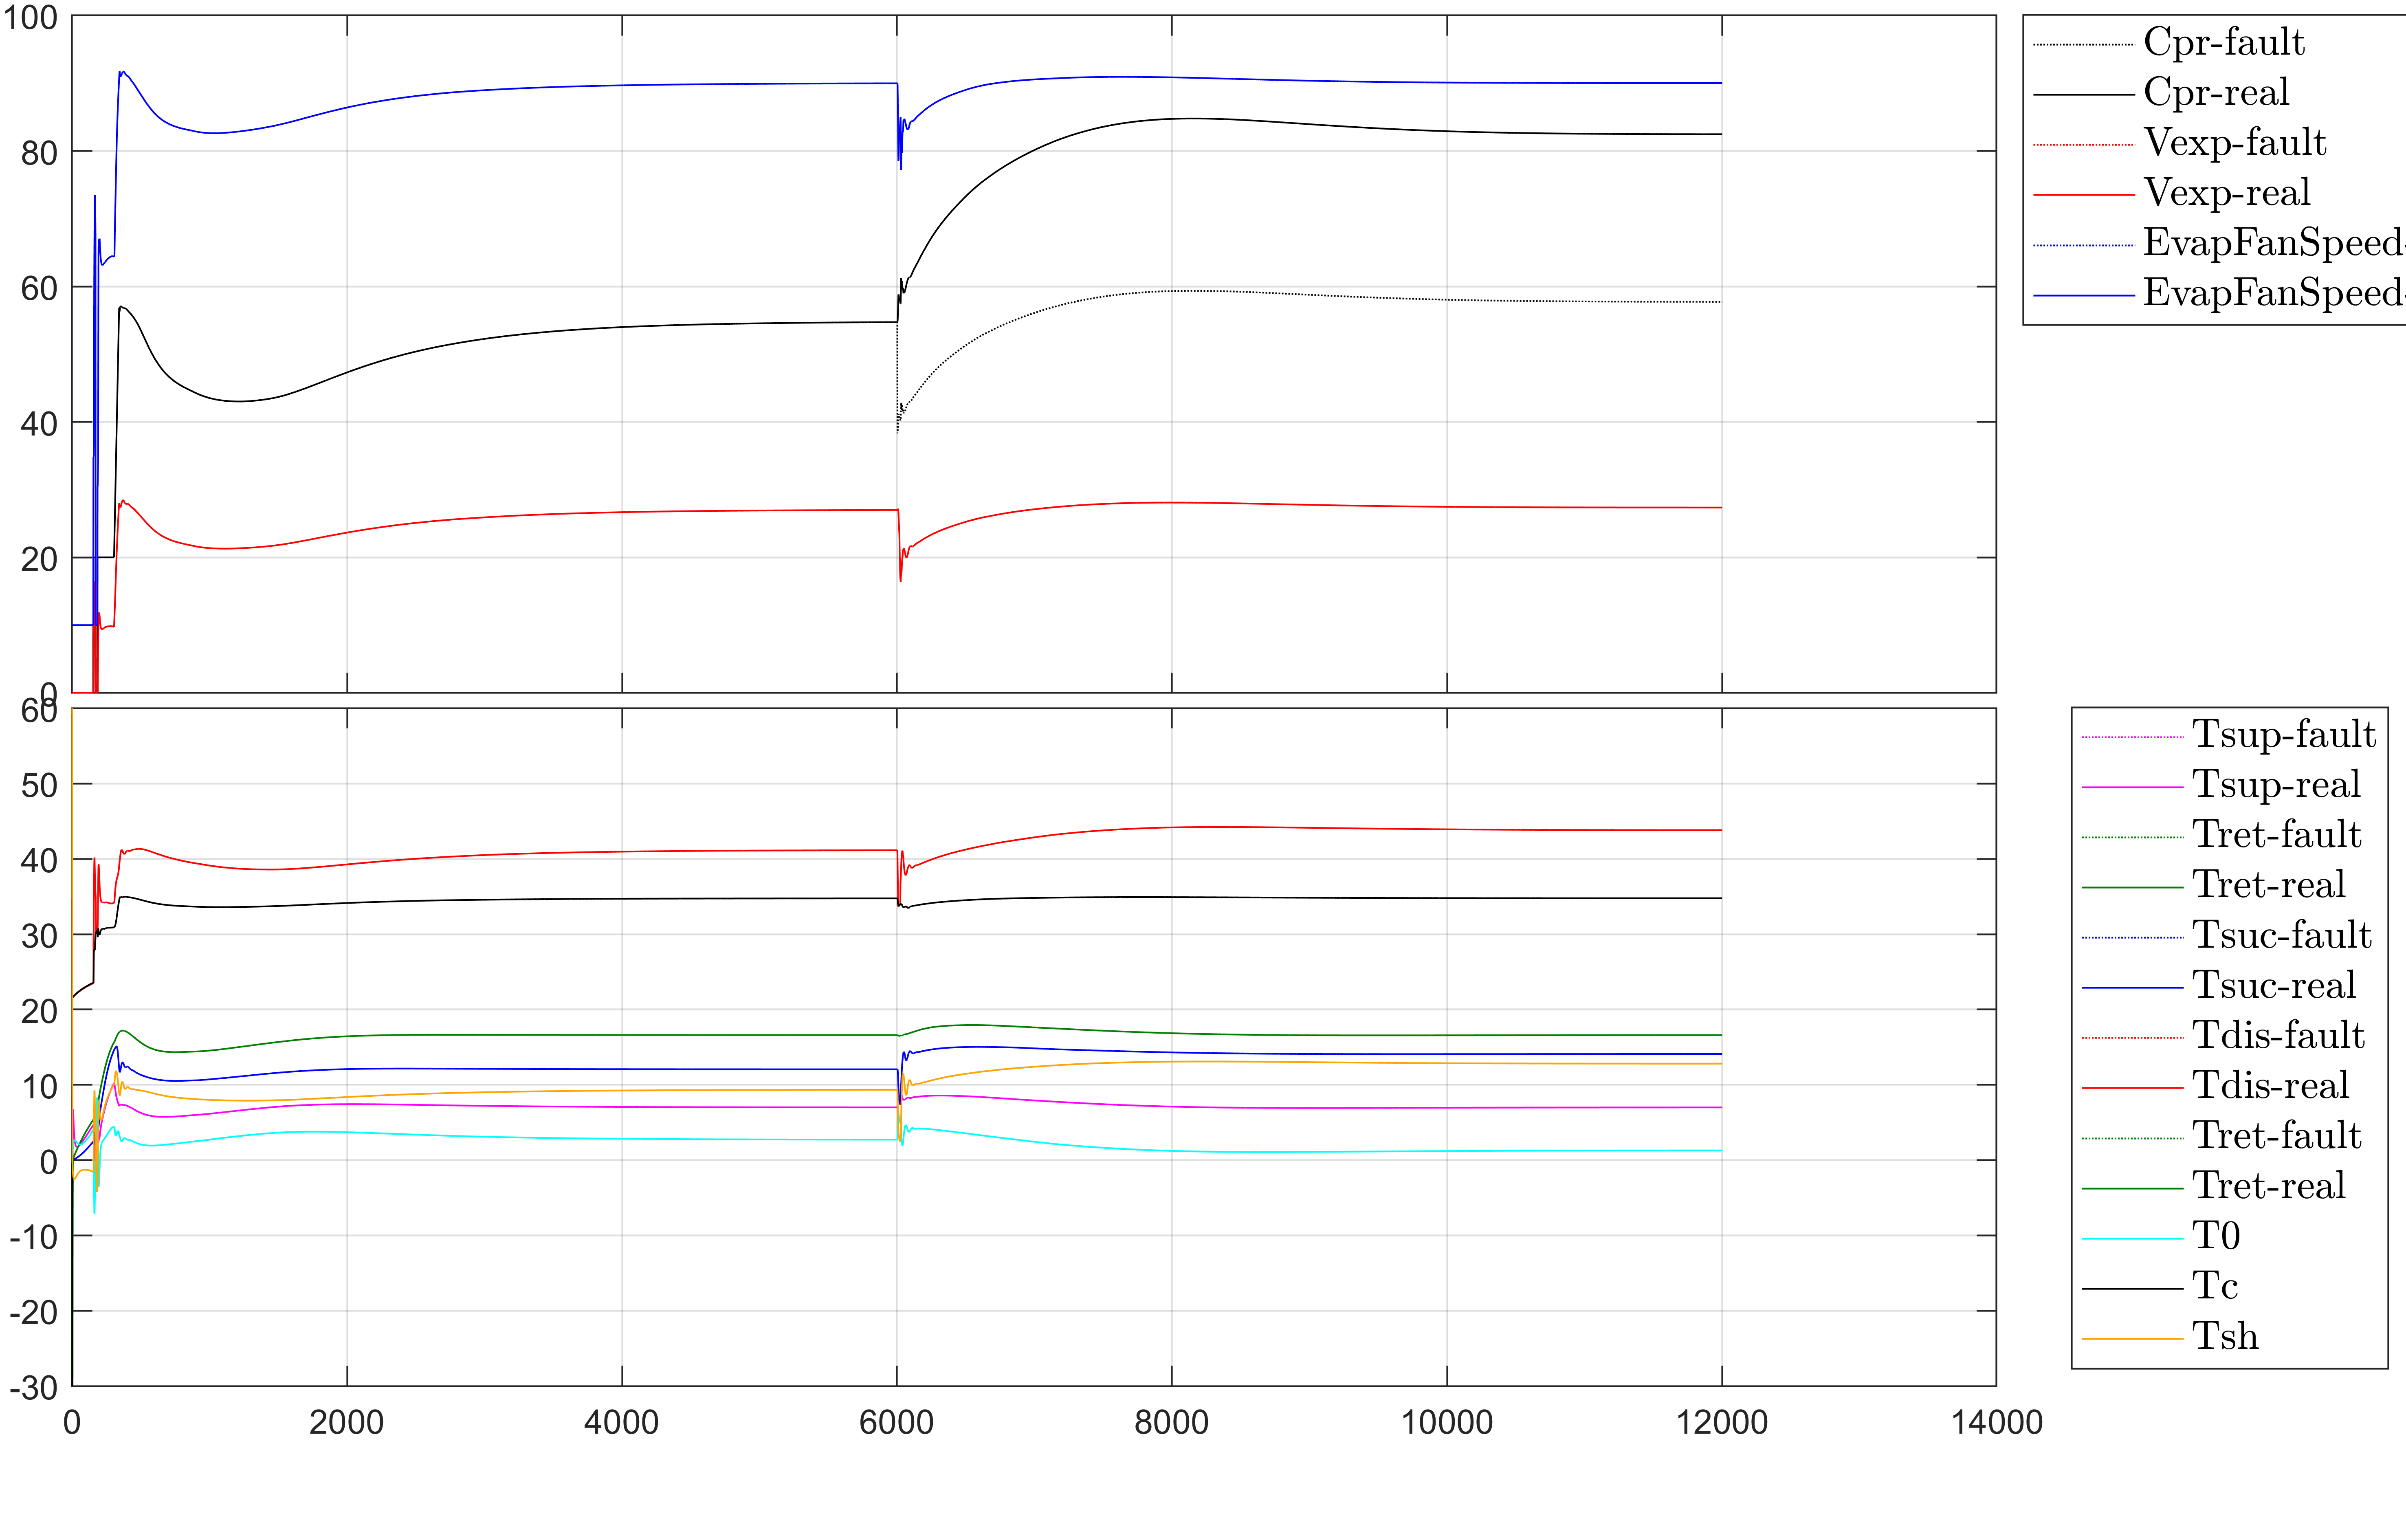 100
80
60
40
20
0
Cpr-fault
Cpr-real
Vexp-fault
Vexp-real
EvapFanSpeed-
EvapFanSpeed-
60
50
40
30
20
10
0
-10
-20
-30
0 2000 4000 6000 8000 10000 12000 14000
Tsup-fault
Tsup-real
Tret-fault
Tret-real
Tsuc-fault
Tsuc-real
Tdis-fault
Tdis-real
Tret-fault
Tret-real
T0
Tc
Tsh